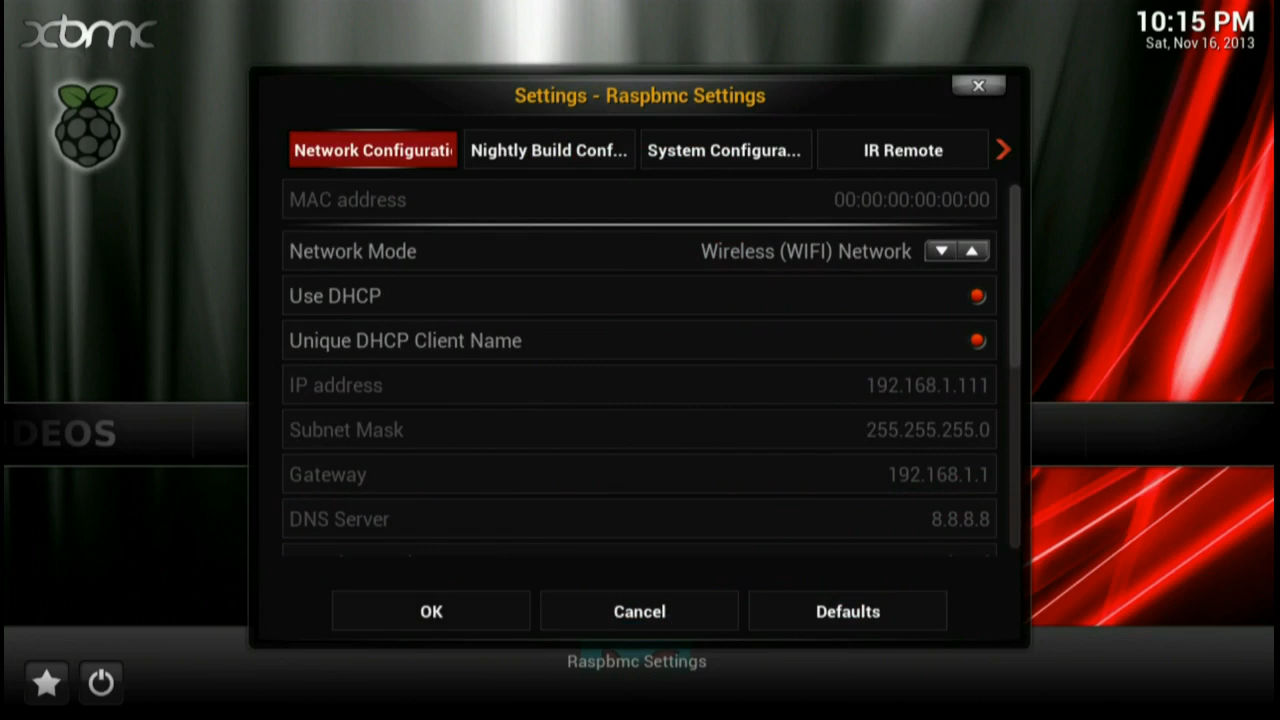 xbmc
10:15 PM
Sat, Nov 16, 2013
Settings - Raspbmc Settings
Network Configurati
Nightly Build Conf...
System Configura...
IR Remote
MAC address 00:00:00:00:00:00
Network Mode Wireless (WIFI) Network
Use DHCP
Unique DHCP Client Name
IP address 192.168.1.111
Subnet Mask 255.255.255.0
Gateway 192.168.1.1
DNS Server 8.8.8.8
DEOS
OK
Cancel
Defaults
Raspbmc Settings